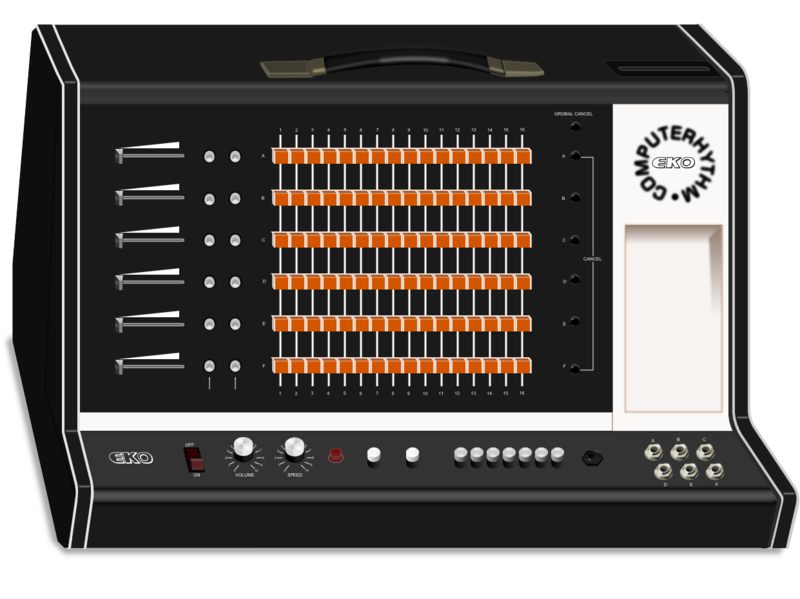 GROBAL CANCEL
1 2 3 4 5 6 7 8 9 10 11 12 13 14 15 16
COMPUTERHYTHM •
EKO
A A
B B
C C
CANCEL
D D
E E
F F
1 2 3 4 5 6 7 8 9 10 11 12 13 14 15 16
EKO
OFF
ON
VOLUME
SPEED
A B C
D E F